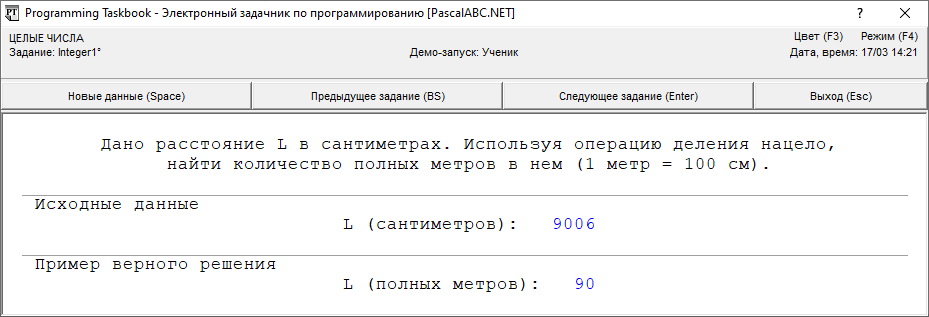 Programming Taskbook - Электронный задачник по программированию [PascalABC.NET]
ЦЕЛЫЕ ЧИСЛА
Цвет (F3) Режим (F4)
Задание: Integer1°
Демо-запуск: Ученик
Дата, время: 17/03 14:21
Новые данные (Space)
Предыдущее задание (BS)
Следующее задание (Enter)
Выход (Esc)
Дано расстояние L в сантиметрах. Используя операцию деления нацело,
найти количество полных метров в нем (1 метр = 100 см).
Исходные данные
L (сантиметров): 9006
Пример верного решения
L (полных метров): 90